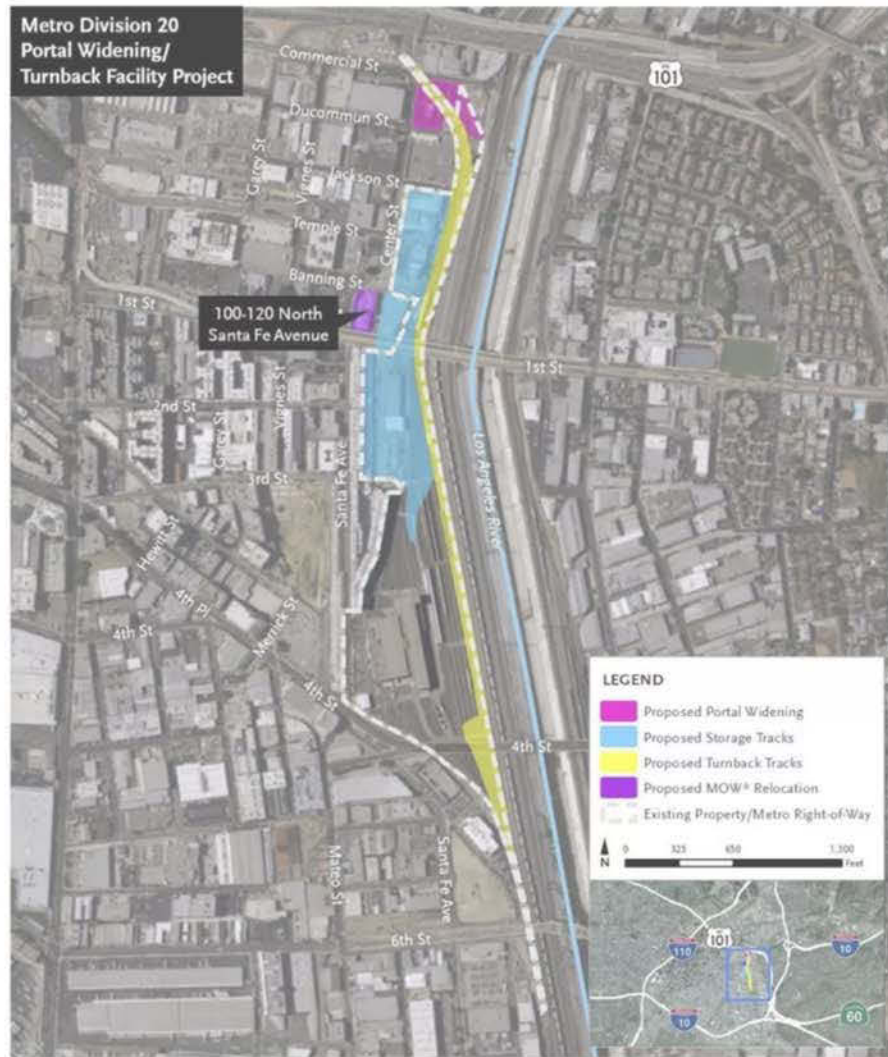 Metro Division 20
Portal Widening/
Turnback Facility Project
Commercial St
US
101
Ducommun St
Garey St
Vignes St
Jackson St
Center St
Temple St
Banning St
1st St
100-120 North
Santa Fe Avenue
1st St
2nd St
Garey St
Vignes St
Santa Fe Ave
3rd St
Los Angeles River
Hewitt St
4th Pl
Merrick St
4th St
4th St
4th St
Mateo St
Santa Fe Ave
6th St
LEGEND
Proposed Portal Widening
Proposed Storage Tracks
Proposed Turnback Tracks
Proposed MOW* Relocation
Existing Property/Metro Right-of-Way
N
0 325 650 1,300
Feet
101
110
10
10
60